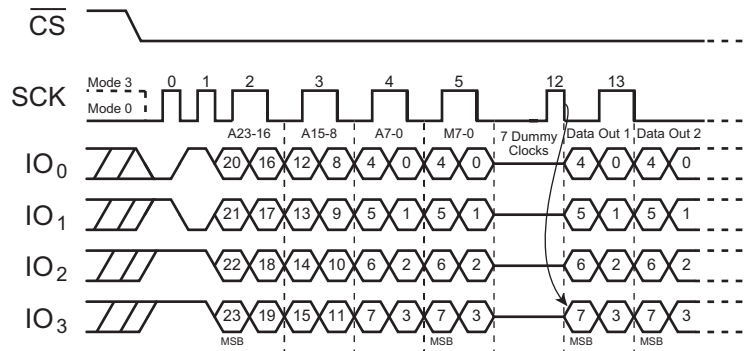 CS
SCK
Mode 3
Mode 0
0 1 2 3 4 5 12 13
A23-16 A15-8 A7-0 M7-0 7 Dummy Clocks Data Out 1 Data Out 2
IO0 20 16 12 8 4 0 4 0 4 0 4 0
IO1 21 17 13 9 5 1 5 1 5 1 5 1
IO2 22 18 14 10 6 2 6 2 6 2 6 2
IO3 23 19 15 11 7 3 7 3 7 3 7 3
MSB MSB MSB MSB